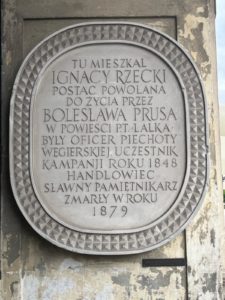 TU MIESZKAŁ
IGNACY RZECKI
POSTAĆ POWOŁANA
DO ŻYCIA PRZEZ
BOLESŁAWA PRUSA
W POWIEŚCI P.T. LALKA
BYŁY OFICER PIECHOTY
WĘGIERSKIEJ UCZESTNIK
KAMPANJI ROKU 1848
HANDLOWIEC
SŁAWNY PAMIĘTNIKARZ
ZMARŁY W ROKU
1879